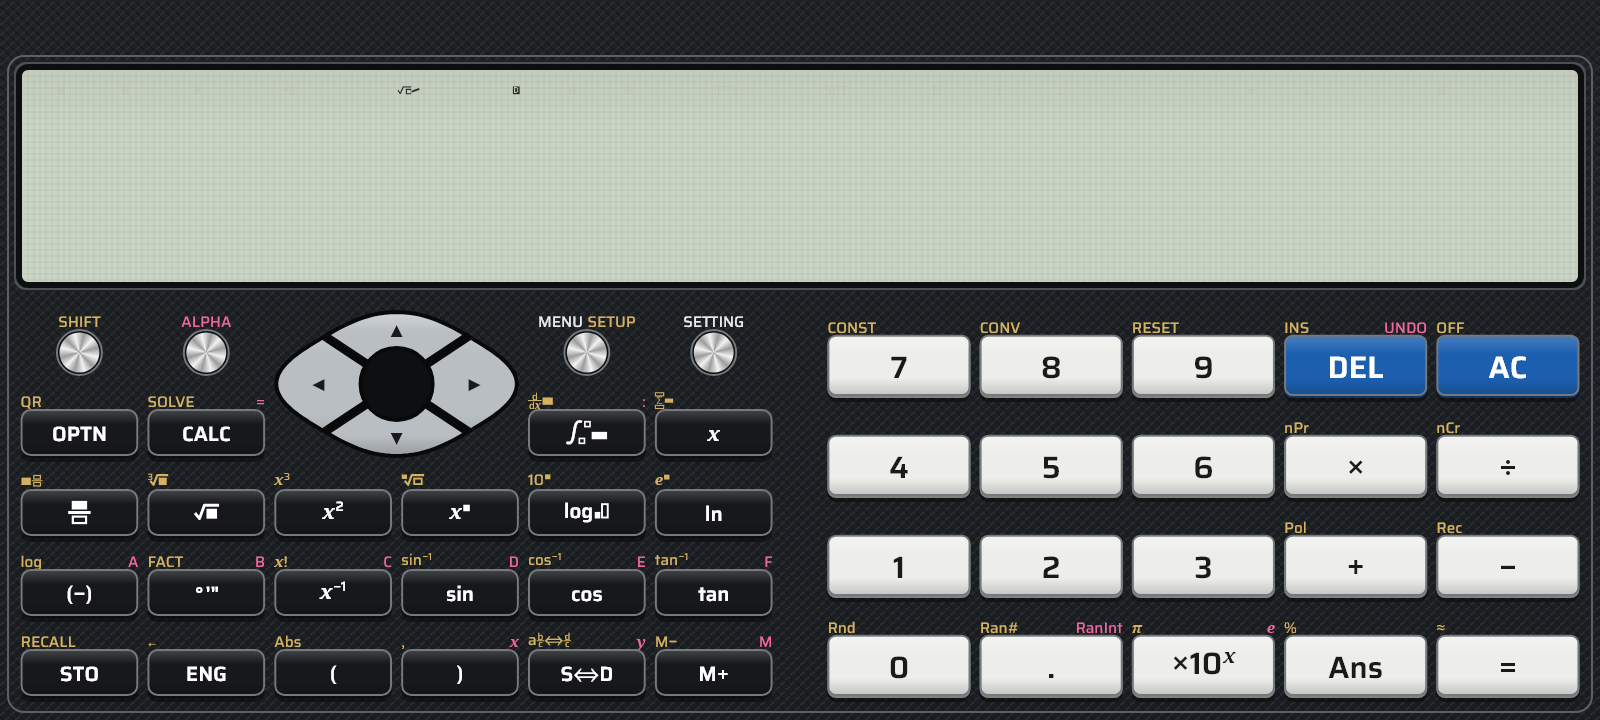 √ D
SHIFT ALPHA MENU SETUP SETTING
CONST CONV RESET INS UNDO OFF
7 8 9 DEL AC
QR SOLVE = d/dx■ : Σ■
OPTN CALC ∫■ x
nPr nCr
4 5 6 × ÷
■ ³√■ x³ ■√□ 10■ e■
√■ x² x■ log■□ ln
Pol Rec
1 2 3 + −
log A FACT B x! C sin⁻¹ D cos⁻¹ E tan⁻¹ F
(−) °'" x⁻¹ sin cos tan
Rnd Ran# RanInt π e % ≈
0 . ×10ˣ Ans =
RECALL ← Abs , x a b/c⇔d/c y M− M
STO ENG ( ) S⇔D M+